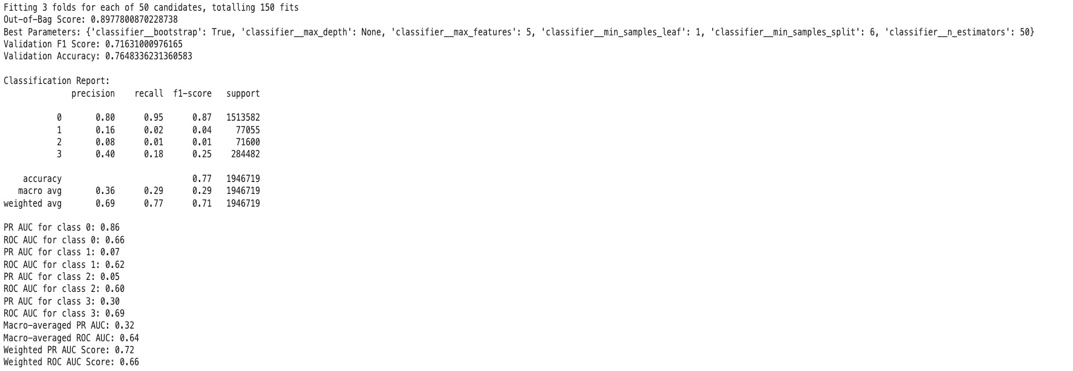 Fitting 3 folds for each of 50 candidates, totalling 150 fits
Out-of-Bag Score: 0.8977800870228738
Best Parameters: {'classifier__bootstrap': True, 'classifier__max_depth': None, 'classifier__max_features': 5, 'classifier__min_samples_leaf': 1, 'classifier__min_samples_split': 6, 'classifier__n_estimators': 50}
Validation F1 Score: 0.71631000976165
Validation Accuracy: 0.7648336231360583
Classification Report:
precision recall f1-score support
0 0.80 0.95 0.87 1513582
1 0.16 0.02 0.04 77055
2 0.08 0.01 0.01 71600
3 0.40 0.18 0.25 284482
accuracy 0.77 1946719
macro avg 0.36 0.29 0.29 1946719
weighted avg 0.69 0.77 0.71 1946719
PR AUC for class 0: 0.86
ROC AUC for class 0: 0.66
PR AUC for class 1: 0.07
ROC AUC for class 1: 0.62
PR AUC for class 2: 0.05
ROC AUC for class 2: 0.60
PR AUC for class 3: 0.30
ROC AUC for class 3: 0.69
Macro-averaged PR AUC: 0.32
Macro-averaged ROC AUC: 0.64
Weighted PR AUC Score: 0.72
Weighted ROC AUC Score: 0.66